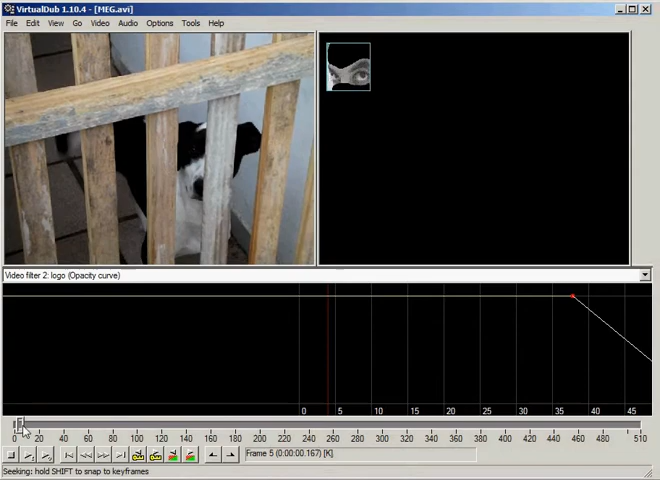 VirtualDub 1.10.4 - [MEG.avi]
File Edit View Go Video Audio Options Tools Help
Video filter 2: logo (Opacity curve)
0 5 10 15 20 25 30 35 40 45
0 20 40 60 80 100 120 140 160 180 200 220 240 260 280 300 320 340 360 380 400 420 440 460 480 510
Frame 5 (0:00:00.167) [K]
Seeking: hold SHIFT to snap to keyframes